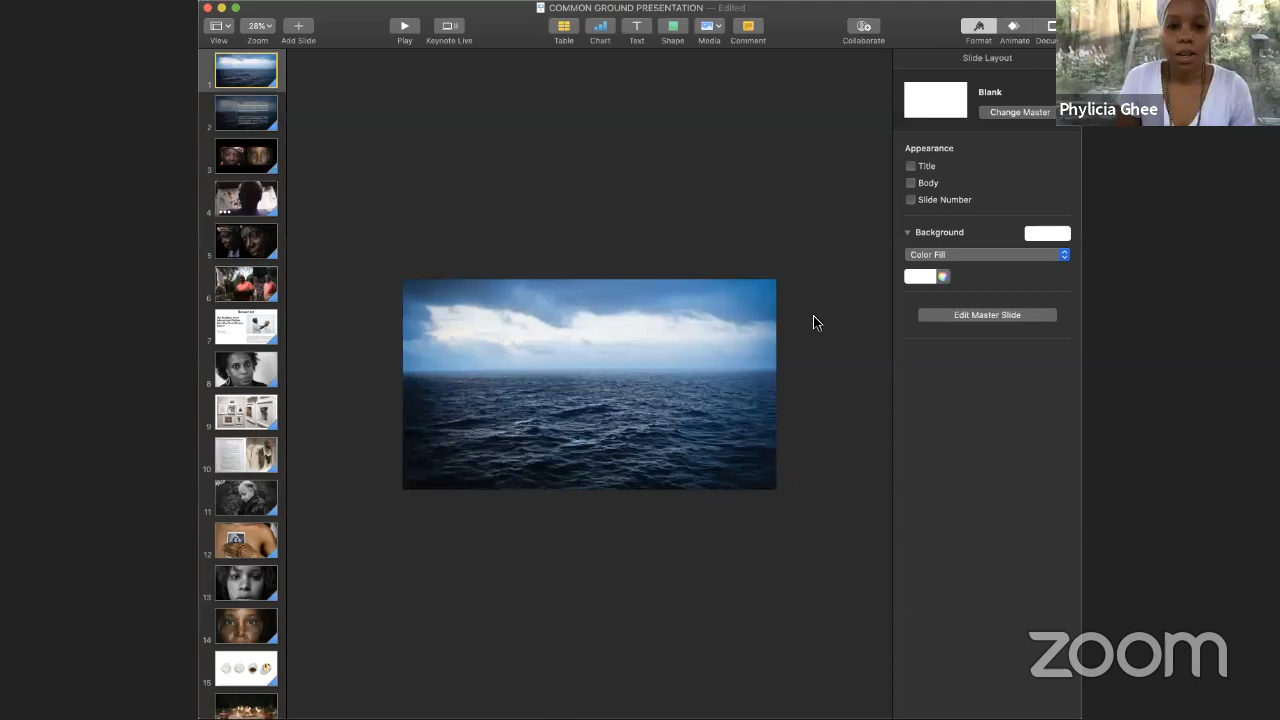 COMMON GROUND PRESENTATION — Edited
28%
View Zoom Add Slide Play Keynote Live Table Chart Text Shape Media Comment Collaborate Format Animate
Slide Layout
Blank
Change Master
Phylicia Ghee
Appearance
Title
Body
Slide Number
Background
Color Fill
Edit Master Slide
1
2
3
4
5
6
7
8
9
10
11
12
13
14
15
zoom